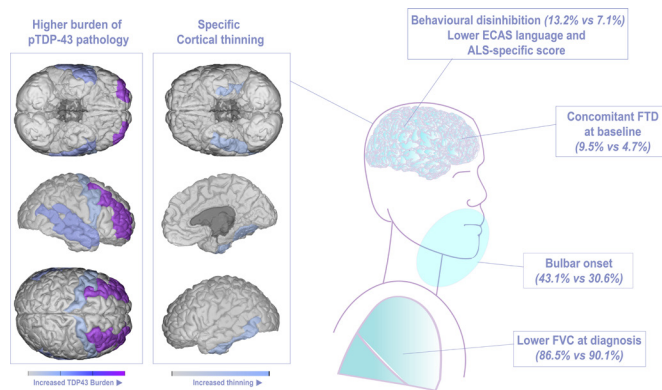 Higher burden of
pTDP-43 pathology
Specific
Cortical thinning
Behavioural disinhibition (13.2% vs 7.1%)
Lower ECAS language and
ALS-specific score
Concomitant FTD
at baseline
(9.5% vs 4.7%)
Bulbar onset
(43.1% vs 30.6%)
Lower FVC at diagnosis
(86.5% vs 90.1%)
Increased TDP43 Burden ▶
Increased thinning ▶